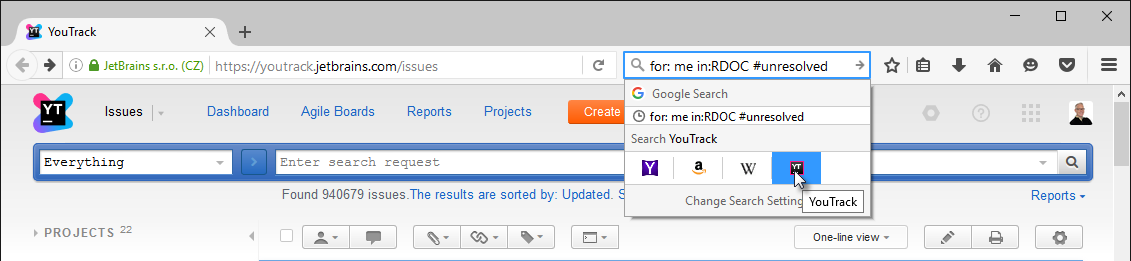 YouTrack
JetBrains s.r.o. (CZ)
https://youtrack.jetbrains.com/issues
for: me in:RDOC #unresolved
Google Search
for: me in:RDOC #unresolved
Search YouTrack
Y
a
W
YT
Change Search Setting
YouTrack
YT
Issues
Dashboard
Agile Boards
Reports
Projects
Create
Everything
Enter search request
Found 940679 issues.The results are sorted by: Updated. S
Reports
PROJECTS 22
One-line view